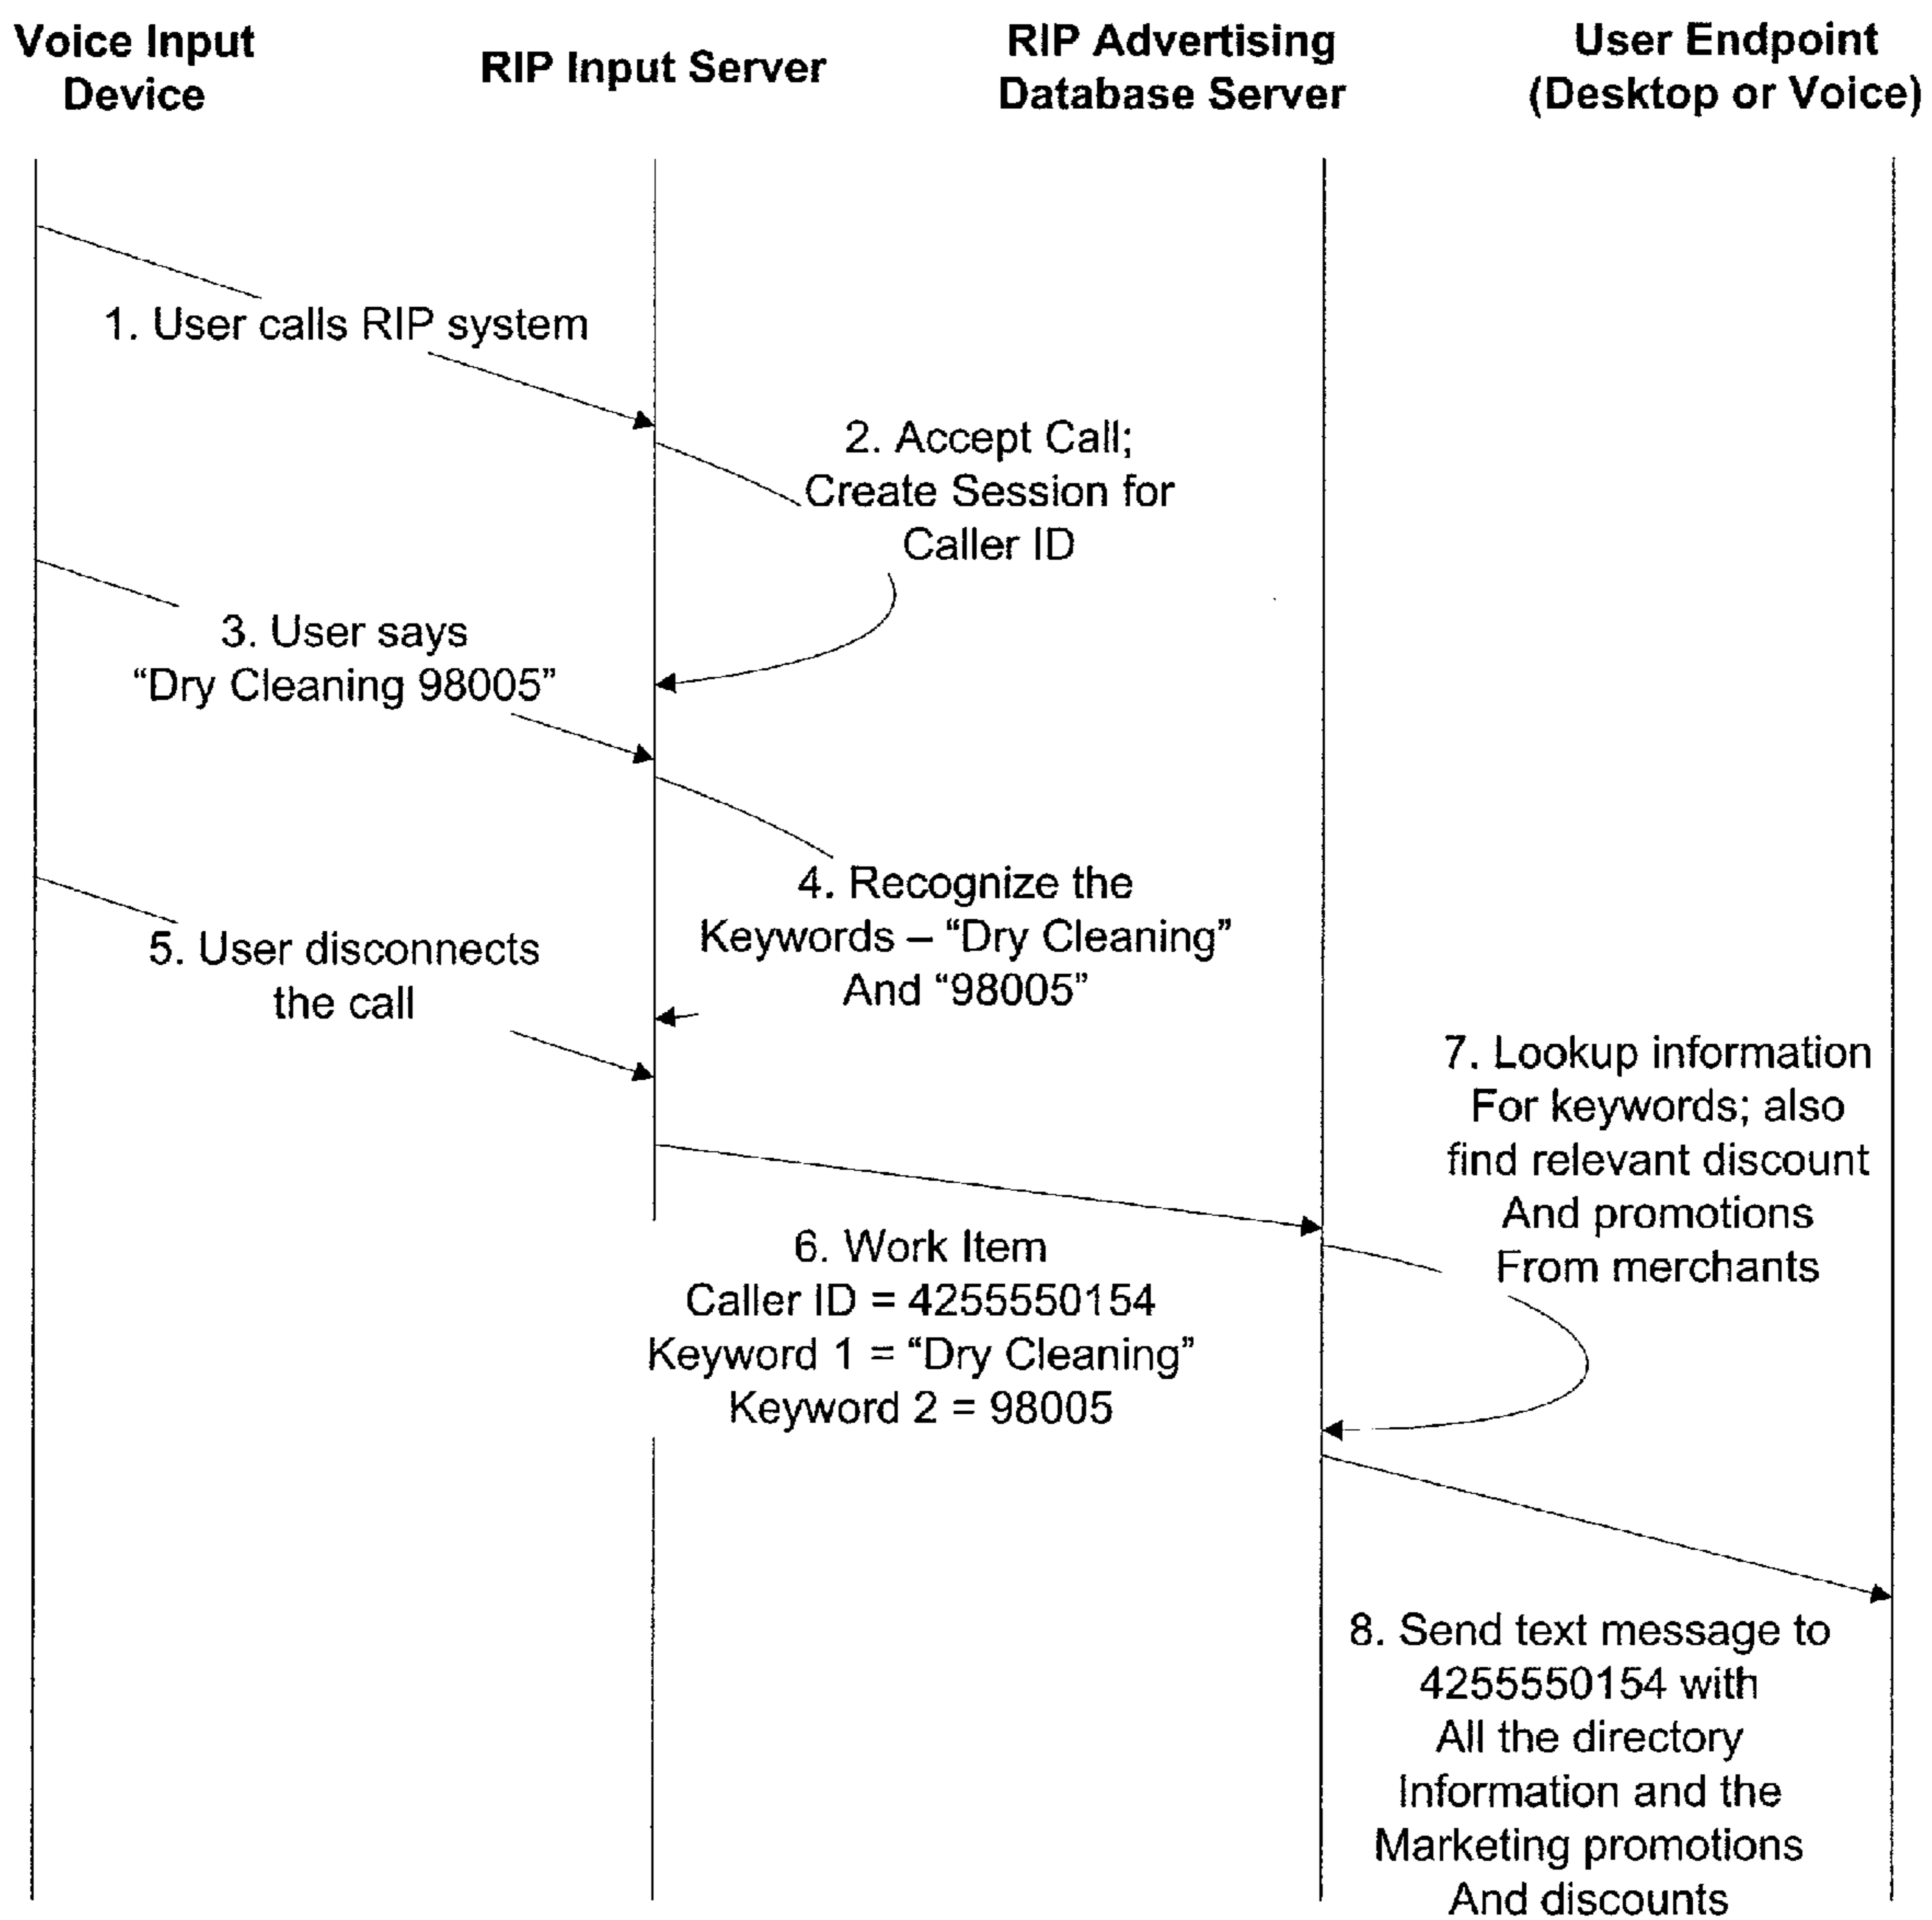 Voice Input
Device
RIP Input Server
RIP Advertising
Database Server
User Endpoint
(Desktop or Voice)
1. User calls RIP system
2. Accept Call;
Create Session for
Caller ID
3. User says
“Dry Cleaning 98005”
4. Recognize the
Keywords – “Dry Cleaning”
And “98005”
5. User disconnects
the call
6. Work Item
Caller ID = 4255550154
Keyword 1 = “Dry Cleaning”
Keyword 2 = 98005
7. Lookup information
For keywords; also
find relevant discount
And promotions
From merchants
8. Send text message to
4255550154 with
All the directory
Information and the
Marketing promotions
And discounts